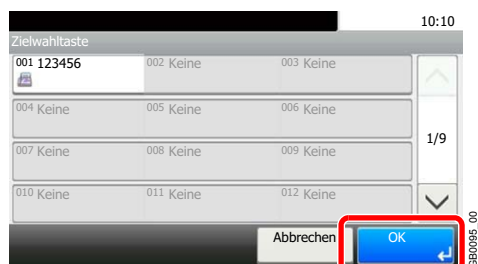 10:10
Zielwahltaste
001 123456 002 Keine 003 Keine
004 Keine 005 Keine 006 Keine
1/9
007 Keine 008 Keine 009 Keine
010 Keine 011 Keine 012 Keine
Abbrechen OK
GB0095_00